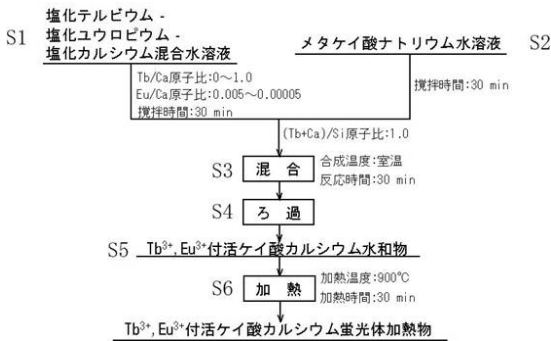 S1
塩化テルビウム -
塩化ユウロピウム -
塩化カルシウム混合水溶液
メタケイ酸ナトリウム水溶液
S2
Tb/Ca原子比:0～1.0
Eu/Ca原子比:0.005～0.00005
攪拌時間:30 min
攪拌時間:30 min
(Tb+Ca)/Si原子比:1.0
S3
混 合
合成温度:室温
反応時間:30 min
S4
ろ 過
S5
Tb³⁺,Eu³⁺付活ケイ酸カルシウム水和物
S6
加 熱
加熱温度:900℃
加熱時間:30 min
Tb³⁺,Eu³⁺付活ケイ酸カルシウム蛍光体加熱物